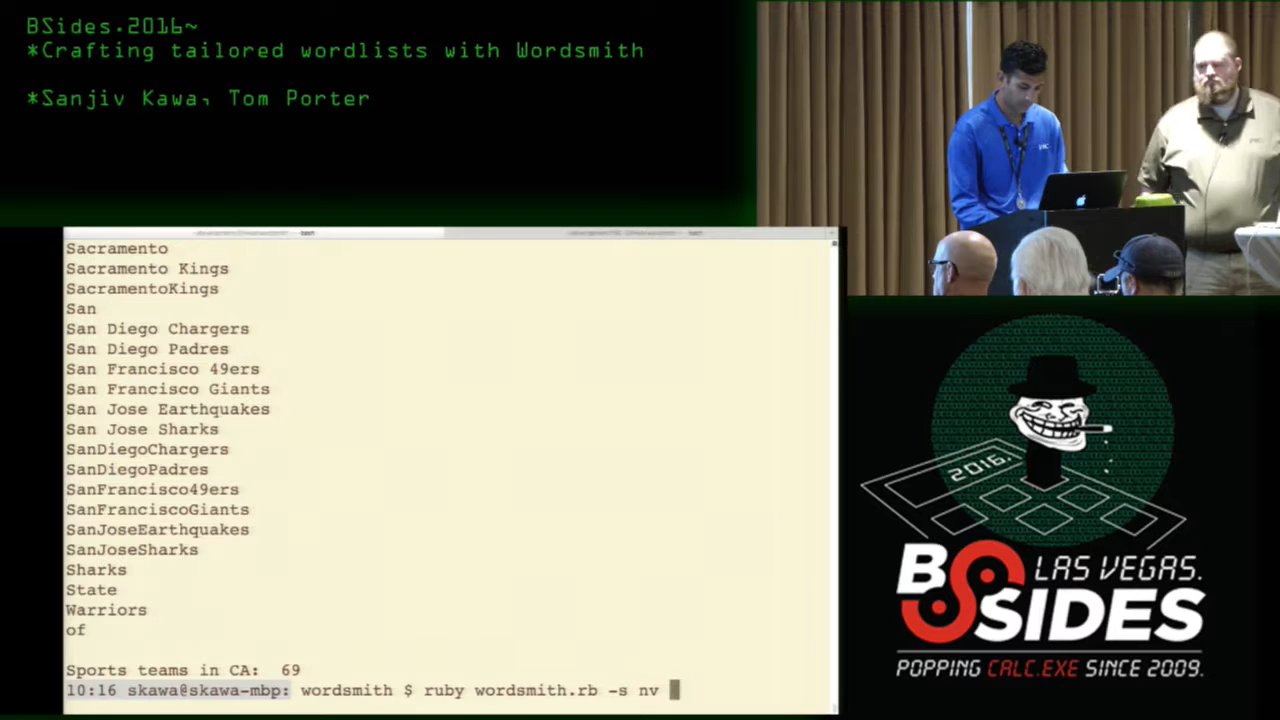 BSides.2016~
*Crafting tailored wordlists with Wordsmith
*Sanjiv Kawa, Tom Porter
Sacramento
Sacramento Kings
SacramentoKings
San
San Diego Chargers
San Diego Padres
San Francisco 49ers
San Francisco Giants
San Jose Earthquakes
San Jose Sharks
SanDiegoChargers
SanDiegoPadres
SanFrancisco49ers
SanFranciscoGiants
SanJoseEarthquakes
SanJoseSharks
Sharks
State
Warriors
of
Sports teams in CA:  69
10:16 skawa@skawa-mbp: wordsmith $ ruby wordsmith.rb -s nv
2016.
BSIDES LAS VEGAS.
POPPING CALC.EXE SINCE 2009.